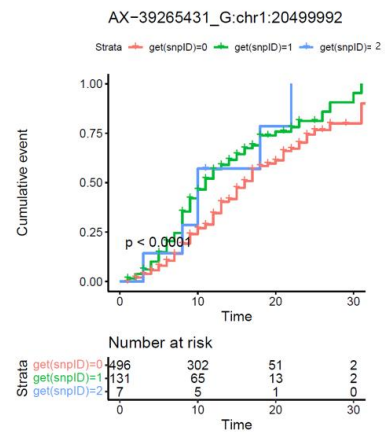 AX−39265431_G:chr1:20499992
Strata get(snpID)=0 get(snpID)=1 get(snpID)= 2
1.00
0.75
Cumulative event
0.50
0.25
p < 0.0001
0.00
0 10 20 30
Time
Number at risk
Strata
get(snpID)=0 496 302 51 2
get(snpID)=1 131 65 13 2
get(snpID)=2 7 5 1 0
0 10 20 30
Time